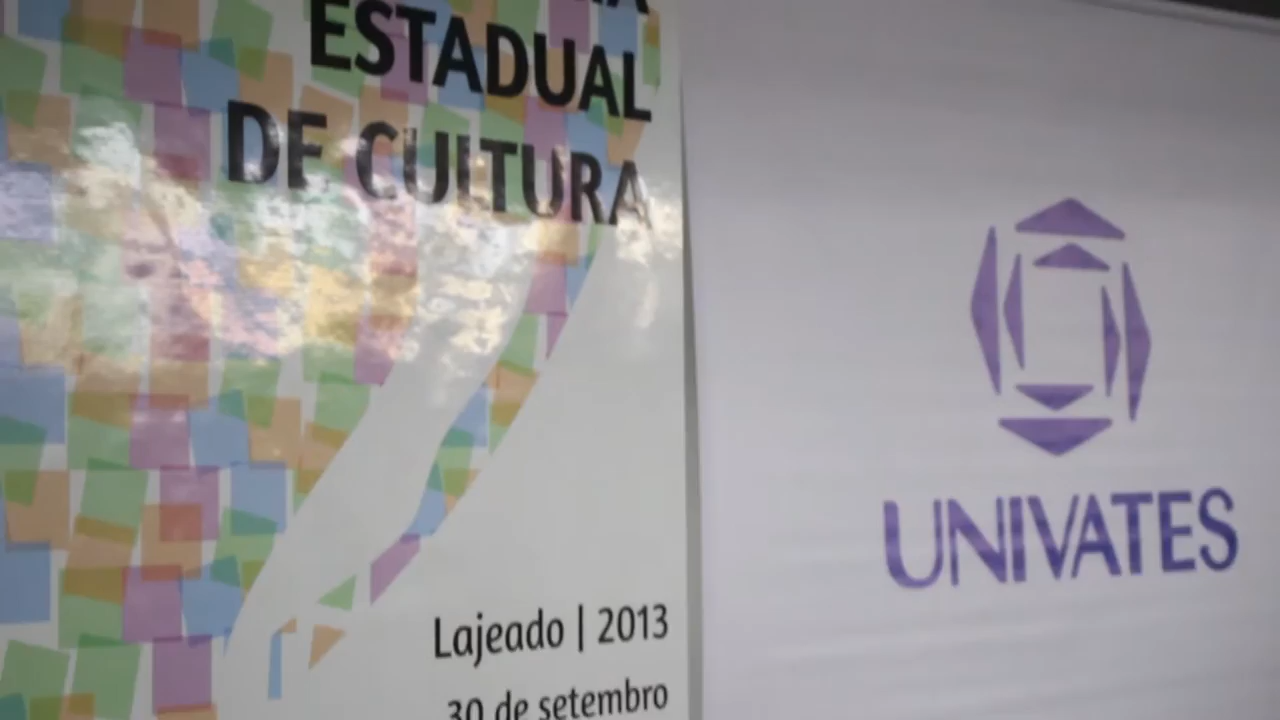 ESTADUAL
DE CULTURA
Lajeado | 2013
30 de setembro
UNIVATES